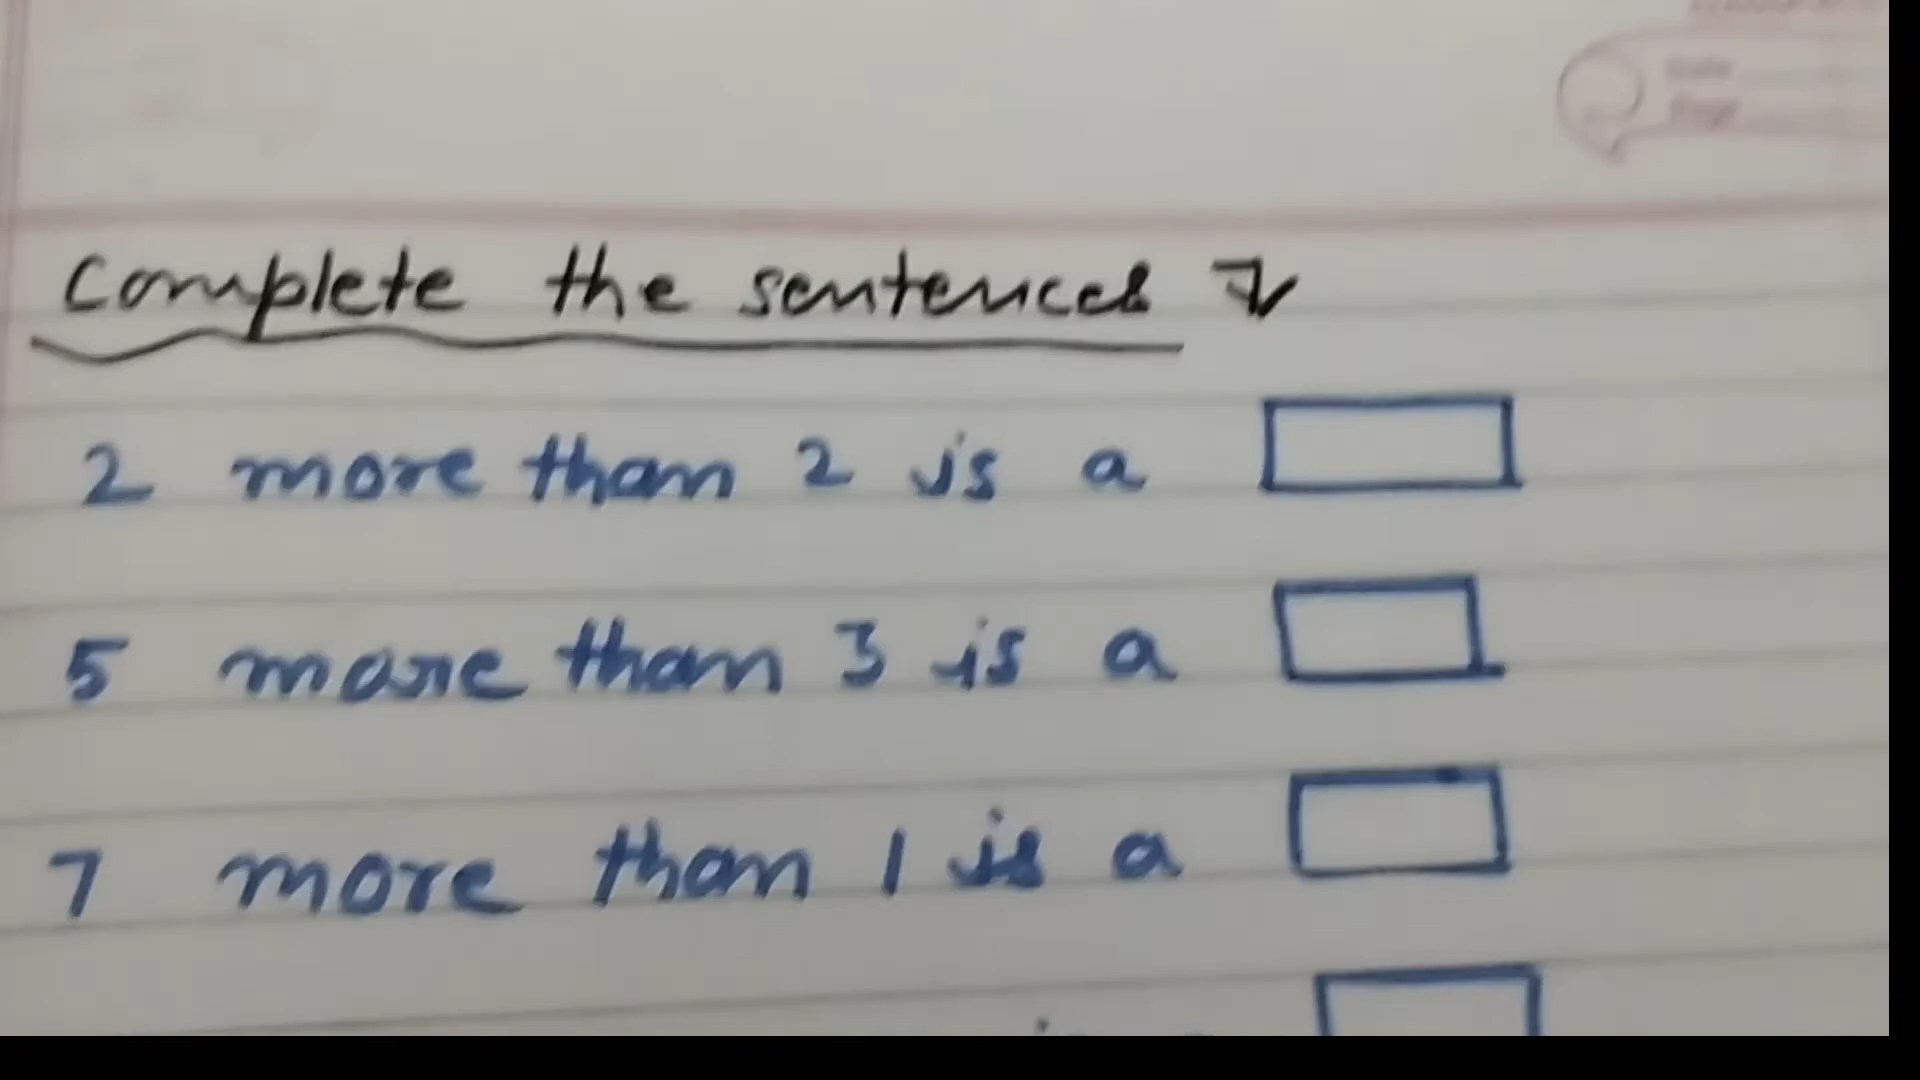 Complete the sentences
2 more than 2 is a
5 more than 3 is a
7 more than 1 is a